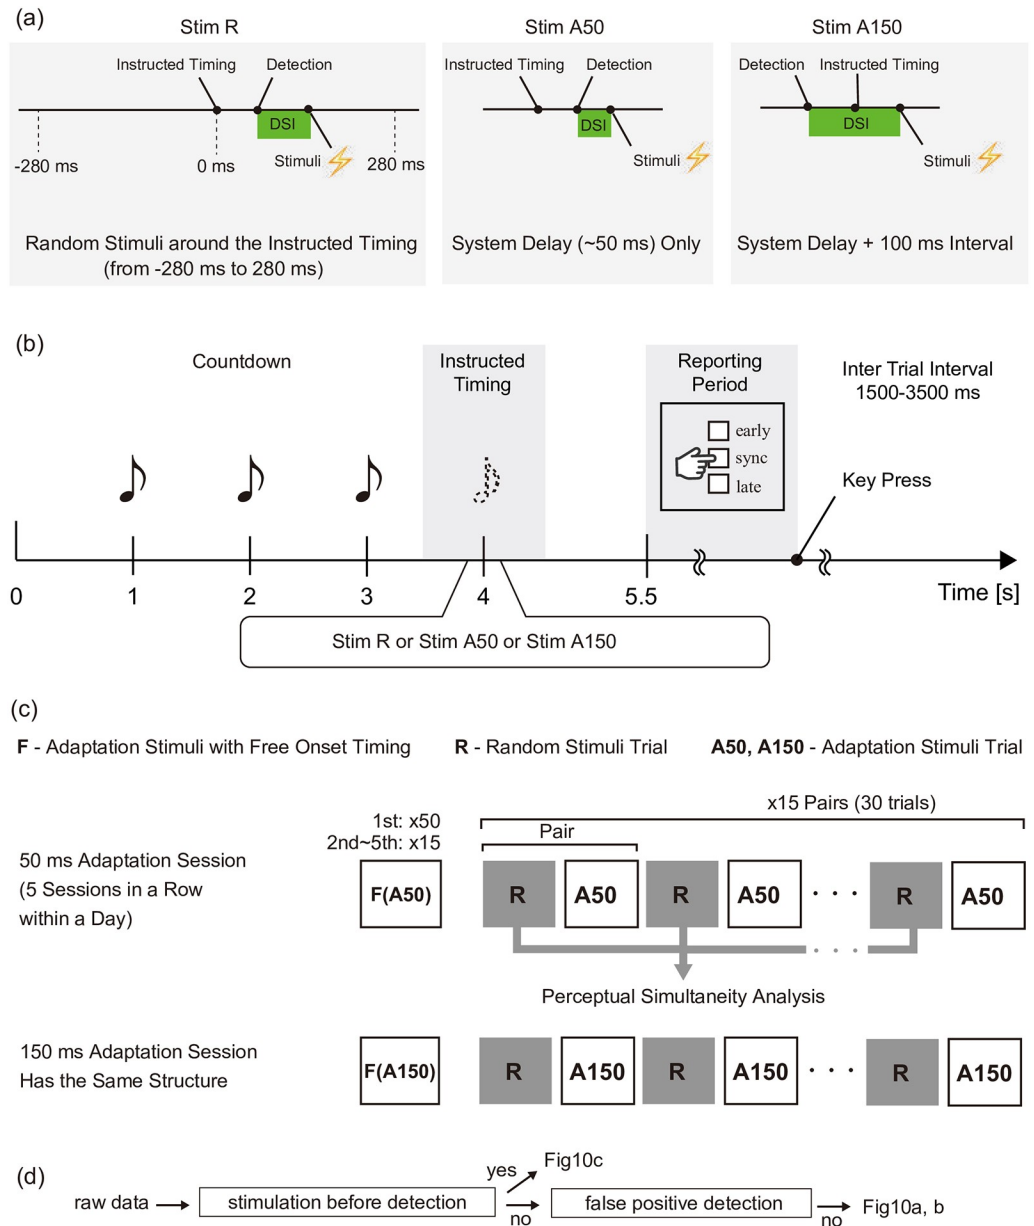 (a)
Stim R
Stim A50
Stim A150
Instructed Timing
Detection
DSI
Stimuli
-280 ms
0 ms
280 ms
Random Stimuli around the Instructed Timing
(from -280 ms to 280 ms)
Instructed Timing
Detection
DSI
Stimuli
System Delay (~50 ms) Only
Detection
Instructed Timing
DSI
Stimuli
System Delay + 100 ms Interval
(b)
Countdown
Instructed
Timing
Reporting
Period
early
sync
late
Inter Trial Interval
1500-3500 ms
Key Press
0
1
2
3
4
5.5
Time [s]
Stim R or Stim A50 or Stim A150
(c)
F - Adaptation Stimuli with Free Onset Timing
R - Random Stimuli Trial
A50, A150 - Adaptation Stimuli Trial
x15 Pairs (30 trials)
1st: x50
2nd~5th: x15
Pair
50 ms Adaptation Session
(5 Sessions in a Row
within a Day)
F(A50)
R
A50
R
A50
· · ·
R
A50
· · ·
Perceptual Simultaneity Analysis
150 ms Adaptation Session
Has the Same Structure
F(A150)
R
A150
R
A150
· · ·
R
A150
(d)
raw data
stimulation before detection
yes
Fig10c
no
false positive detection
no
Fig10a, b